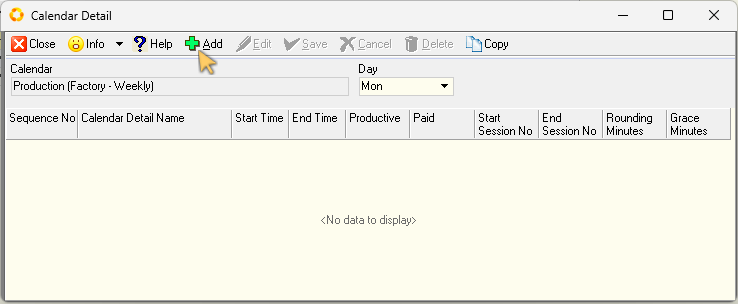 Calendar Detail
Close Info Help Add Edit Save Cancel Delete Copy
Calendar Day
Production (Factory - Weekly) Mon
Sequence No Calendar Detail Name Start Time End Time Productive Paid Start Session No End Session No Rounding Minutes Grace Minutes
<No data to display>